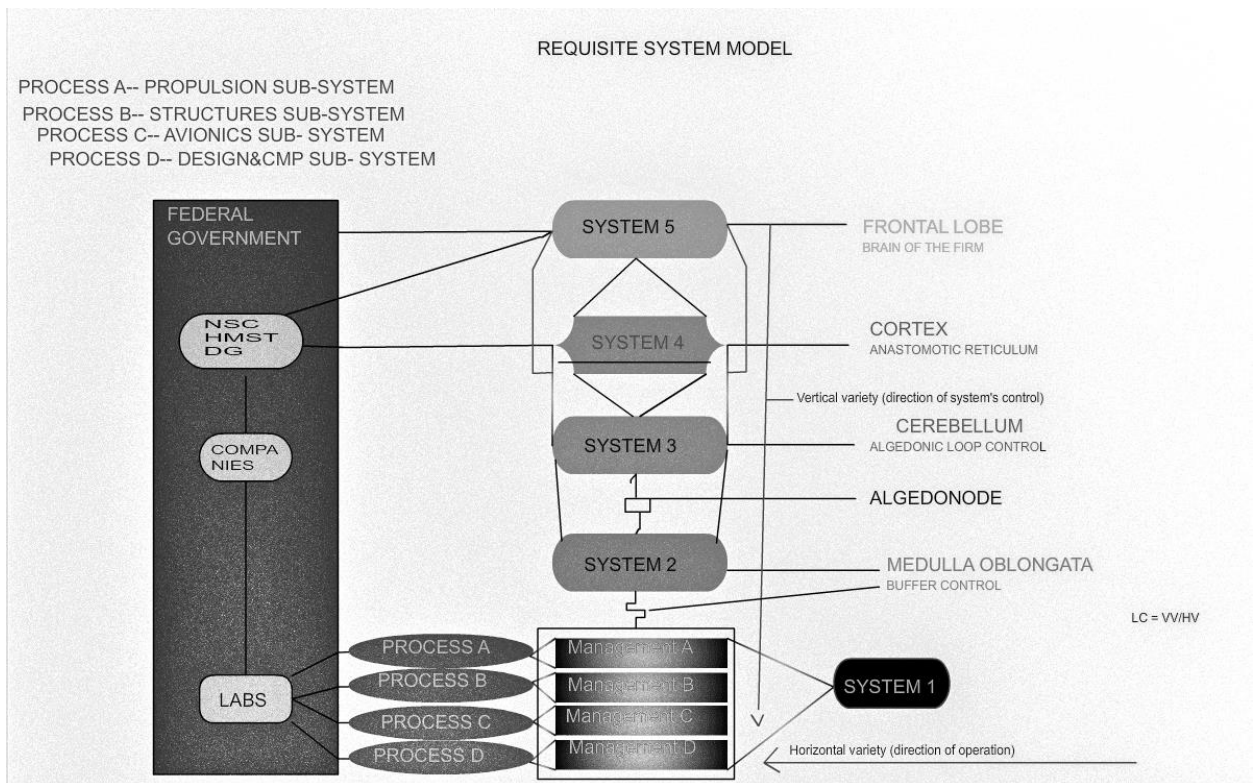 REQUISITE SYSTEM MODEL
PROCESS A-- PROPULSION SUB-SYSTEM
PROCESS B-- STRUCTURES SUB-SYSTEM
PROCESS C-- AVIONICS SUB- SYSTEM
PROCESS D-- DESIGN&CMP SUB- SYSTEM
FEDERAL
GOVERNMENT
NSC
HMST
DG
COMPA
NIES
LABS
SYSTEM 5
FRONTAL LOBE
BRAIN OF THE FIRM
SYSTEM 4
CORTEX
ANASTOMOTIC RETICULUM
Vertical variety (direction of system's control)
SYSTEM 3
CEREBELLUM
ALGEDONIC LOOP CONTROL
ALGEDONODE
SYSTEM 2
MEDULLA OBLONGATA
BUFFER CONTROL
LC = VV/HV
PROCESS A
Management A
PROCESS B
Management B
PROCESS C
Management C
PROCESS D
Management D
SYSTEM 1
Horizontal variety (direction of operation)